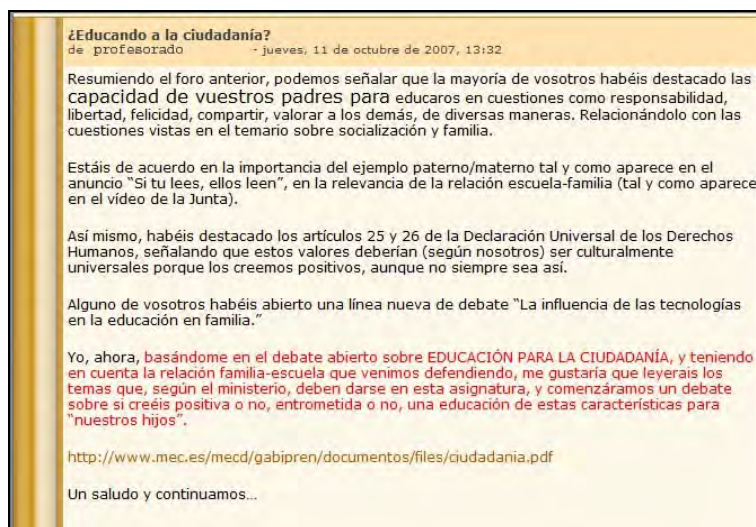 ¿Educando a la ciudadanía?
de profesorado - jueves, 11 de octubre de 2007, 13:32
Resumiendo el foro anterior, podemos señalar que la mayoría de vosotros habéis destacado las
capacidad de vuestros padres para educaros en cuestiones como responsabilidad,
libertad, felicidad, compartir, valorar a los demás, de diversas maneras. Relacionándolo con las
cuestiones vistas en el temario sobre socialización y familia.
Estáis de acuerdo en la importancia del ejemplo paterno/materno tal y como aparece en el
anuncio "Si tu lees, ellos leen", en la relevancia de la relación escuela-familia (tal y como aparece
en el vídeo de la Junta).
Así mismo, habéis destacado los artículos 25 y 26 de la Declaración Universal de los Derechos
Humanos, señalando que estos valores deberían (según nosotros) ser culturalmente
universales porque los creemos positivos, aunque no siempre sea así.
Alguno de vosotros habéis abierto una línea nueva de debate "La influencia de las tecnologías
en la educación en familia."
Yo, ahora, basándome en el debate abierto sobre EDUCACIÓN PARA LA CIUDADANÍA, y teniendo
en cuenta la relación familia-escuela que venimos defendiendo, me gustaría que leyerais los
temas que, según el ministerio, deben darse en esta asignatura, y comenzáramos un debate
sobre si creéis positiva o no, entrometida o no, una educación de estas características para
"nuestros hijos".
http://www.mec.es/mecd/gabipren/documentos/files/ciudadania.pdf
Un saludo y continuamos...